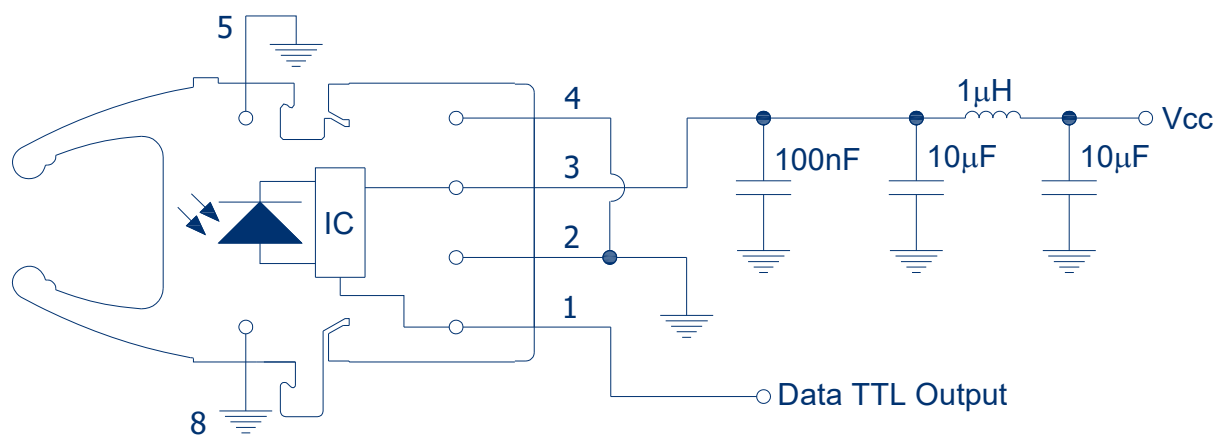 5
4
1μH
Vcc
100nF
10μF
10μF
3
IC
2
1
Data TTL Output
8